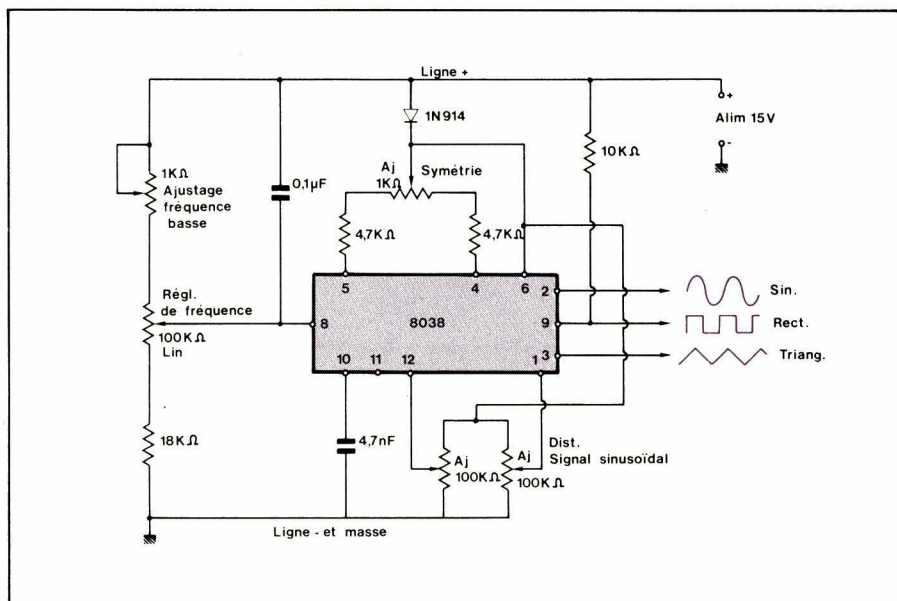 Ligne +
+
Alim 15V
-
1N914
10KΩ
Aj
1KΩ
Symétrie
1KΩ
Ajustage
fréquence
basse
0,1µF
4,7KΩ
4,7KΩ
5
4
6
2
Sin.
Régl.
de fréquence
8
8038
9
Rect.
100KΩ
Lin
3
Triang.
10
11
12
1
18KΩ
4,7nF
Aj
100KΩ
Aj
100KΩ
Dist.
Signal sinusoïdal
Ligne - et masse